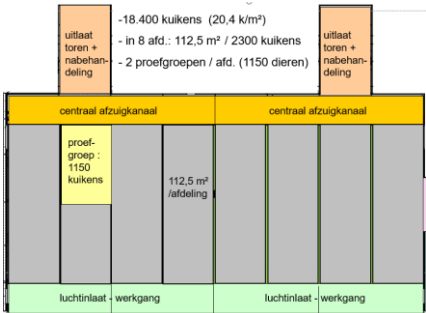 -18.400 kuikens (20,4 k/m²)
- in 8 afd.: 112,5 m² / 2300 kuikens
- 2 proefgroepen / afd. (1150 dieren)
uitlaat
toren +
nabehan-
deling
uitlaat
toren +
nabehan-
deling
centraal afzuigkanaal
centraal afzuigkanaal
proef-
groep :
1150
kuikens
112,5 m²
/afdeling
luchtinlaat - werkgang
luchtinlaat - werkgang